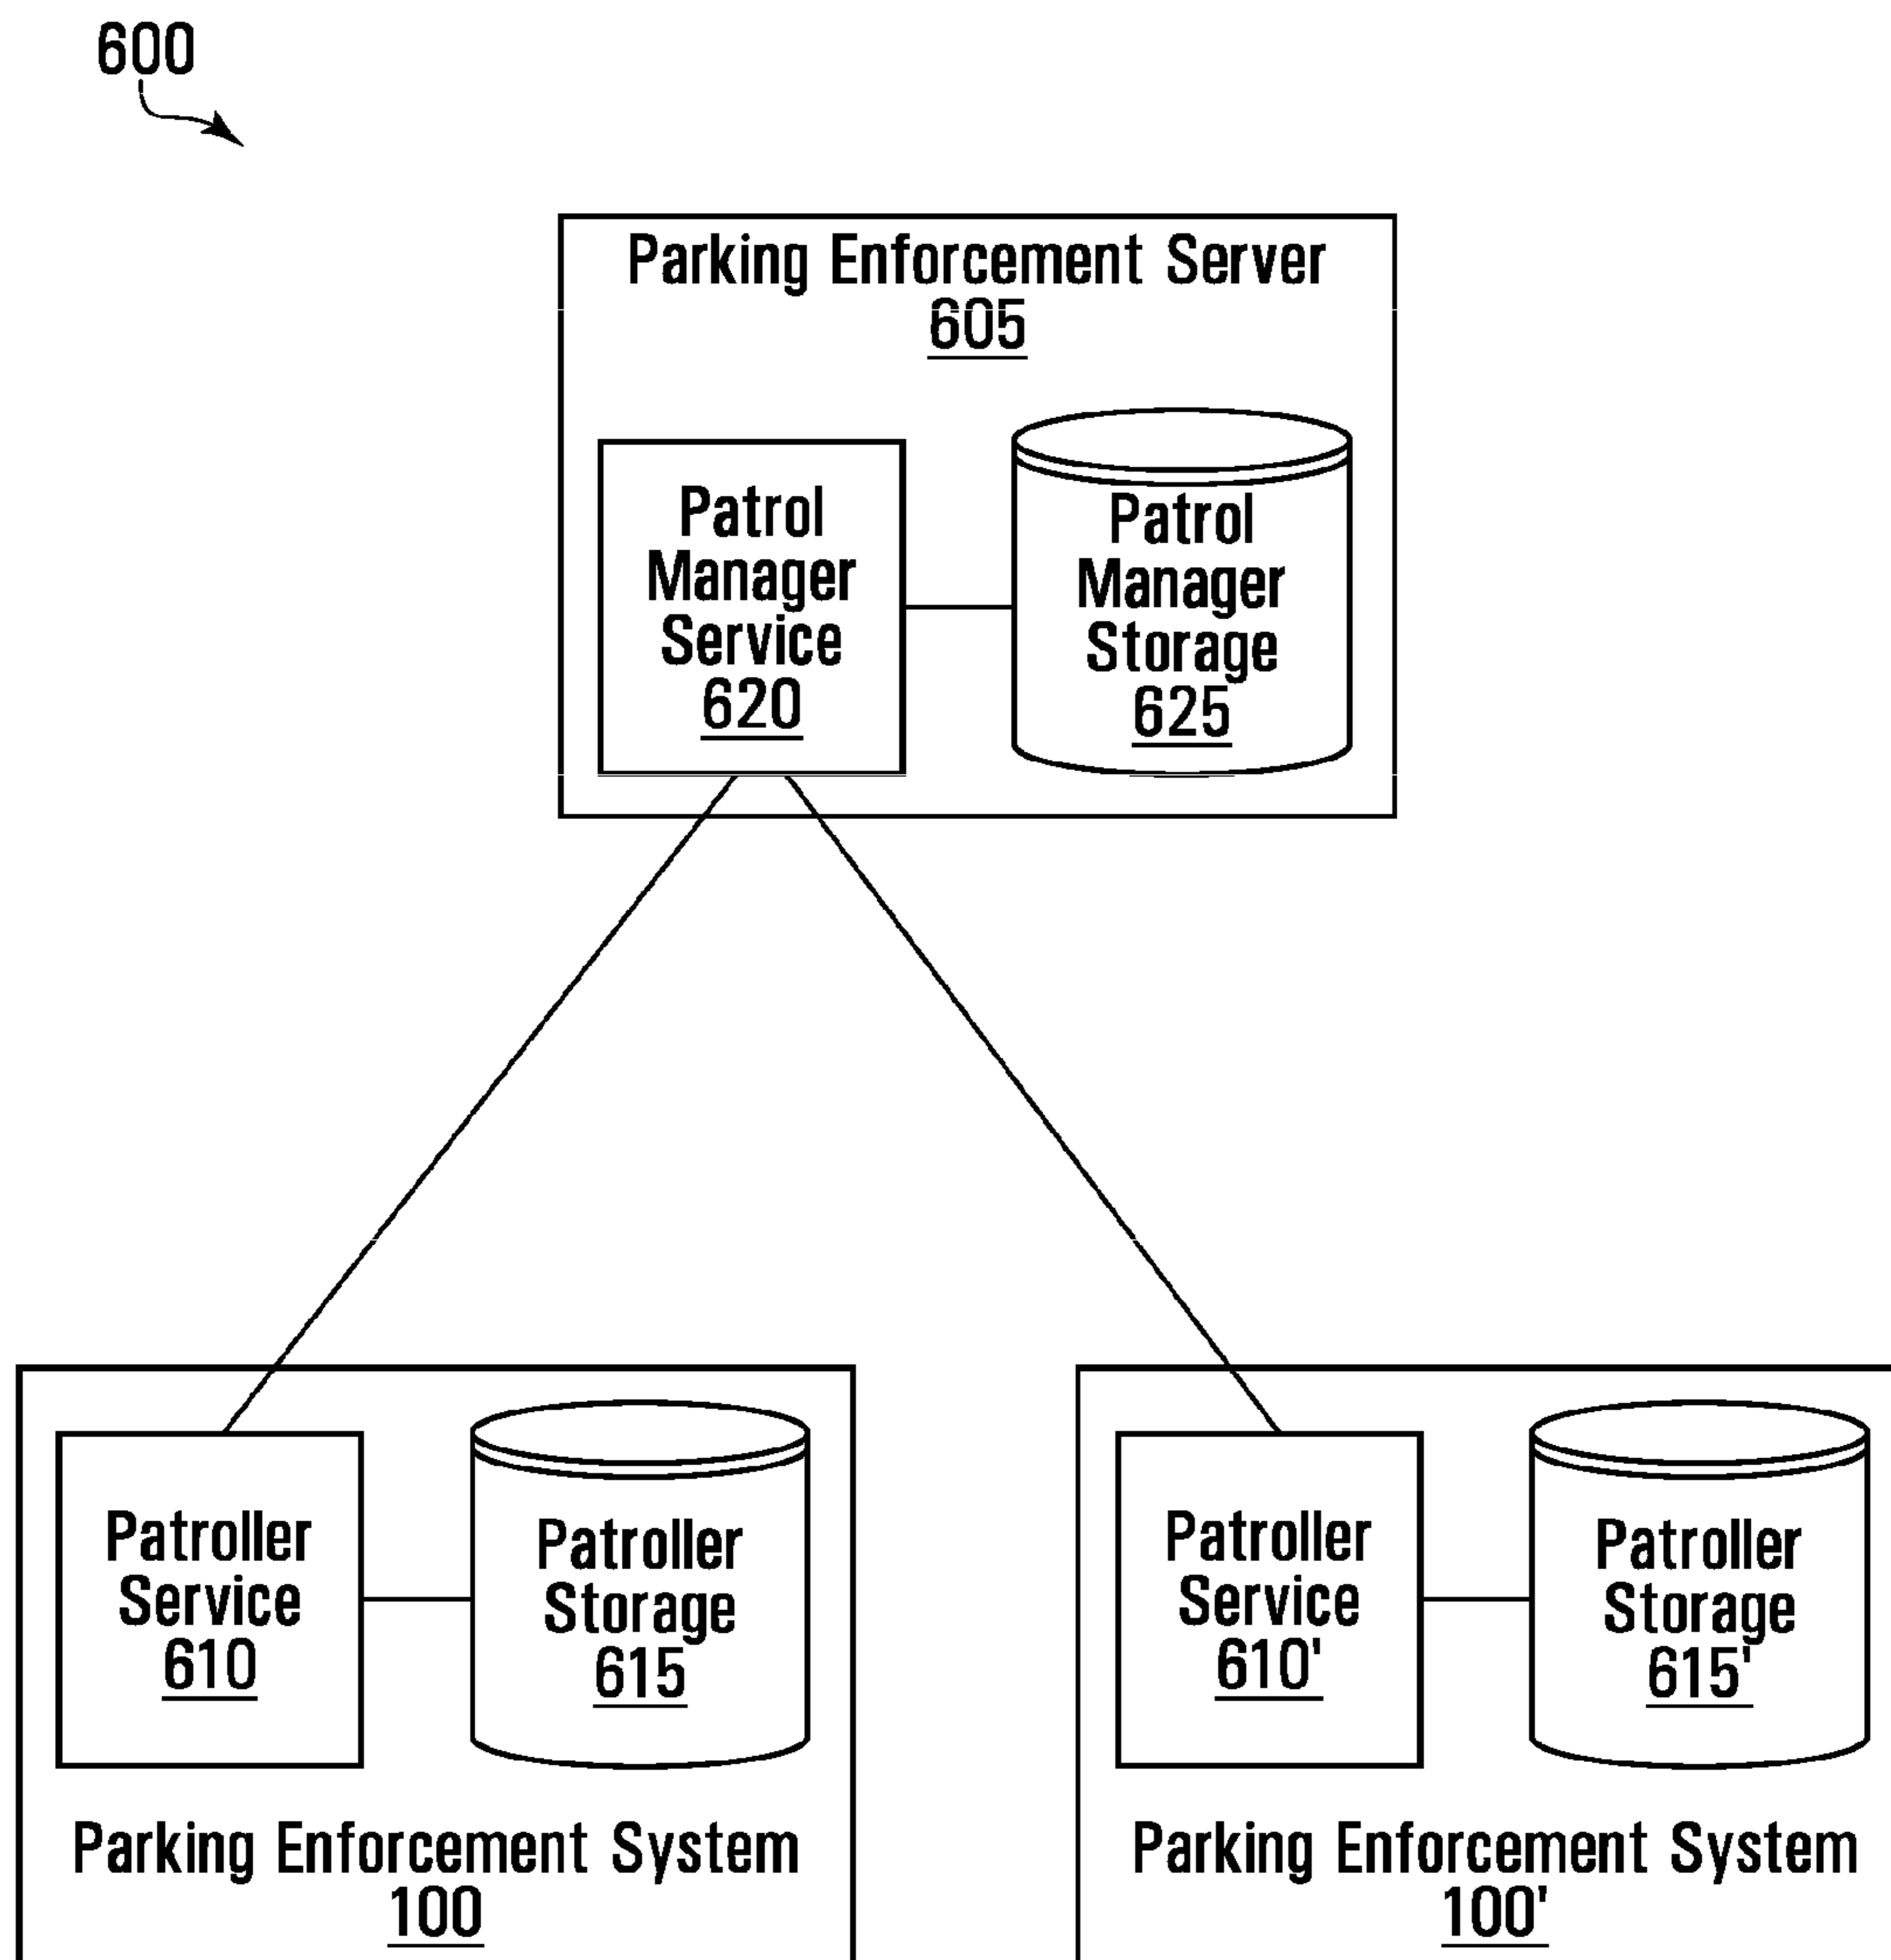 600
Parking Enforcement Server
605
Patrol
Manager
Service
620
Patrol
Manager
Storage
625
Patroller
Service
610
Patroller
Storage
615
Parking Enforcement System
100
Patroller
Service
610'
Patroller
Storage
615'
Parking Enforcement System
100'